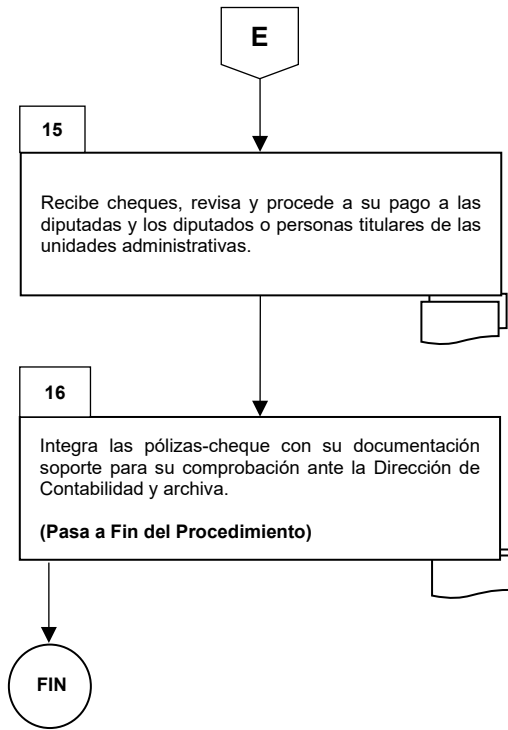 E
15
Recibe cheques, revisa y procede a su pago a las
diputadas y los diputados o personas titulares de las
unidades administrativas.
16
Integra las pólizas-cheque con su documentación
soporte para su comprobación ante la Dirección de
Contabilidad y archiva.
(Pasa a Fin del Procedimiento)
FIN